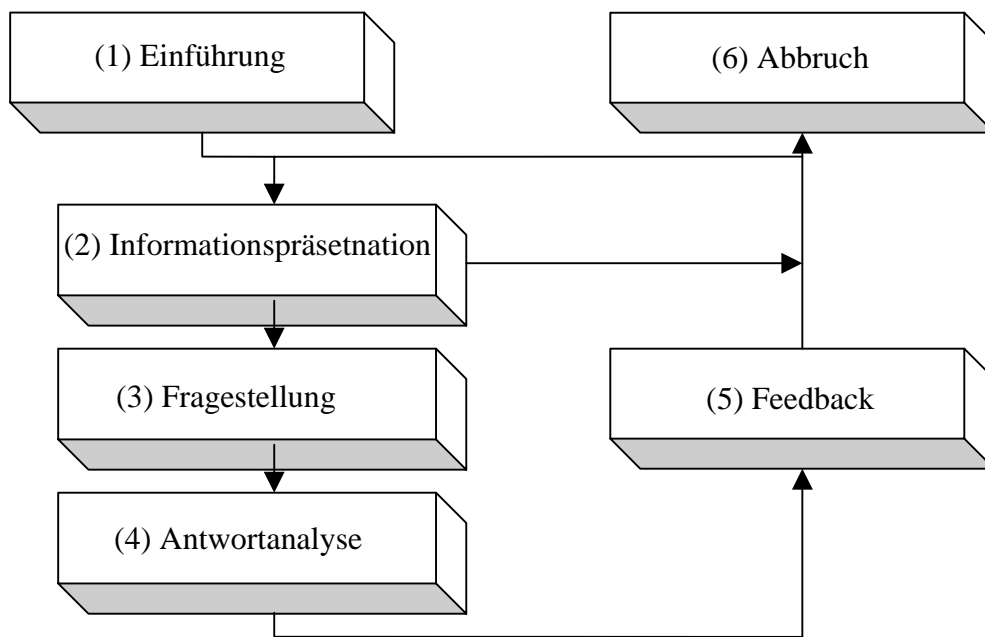 (1) Einführung
(6) Abbruch
(2) Informationspräsetnation
(3) Fragestellung
(5) Feedback
(4) Antwortanalyse